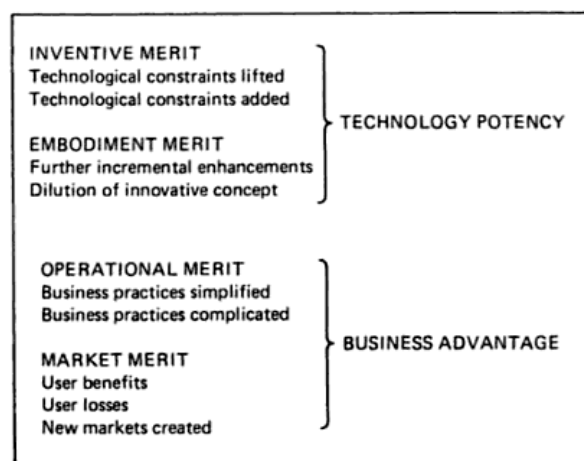 INVENTIVE MERIT
Technological constraints lifted
Technological constraints added
TECHNOLOGY POTENCY
EMBODIMENT MERIT
Further incremental enhancements
Dilution of innovative concept
OPERATIONAL MERIT
Business practices simplified
Business practices complicated
BUSINESS ADVANTAGE
MARKET MERIT
User benefits
User losses
New markets created